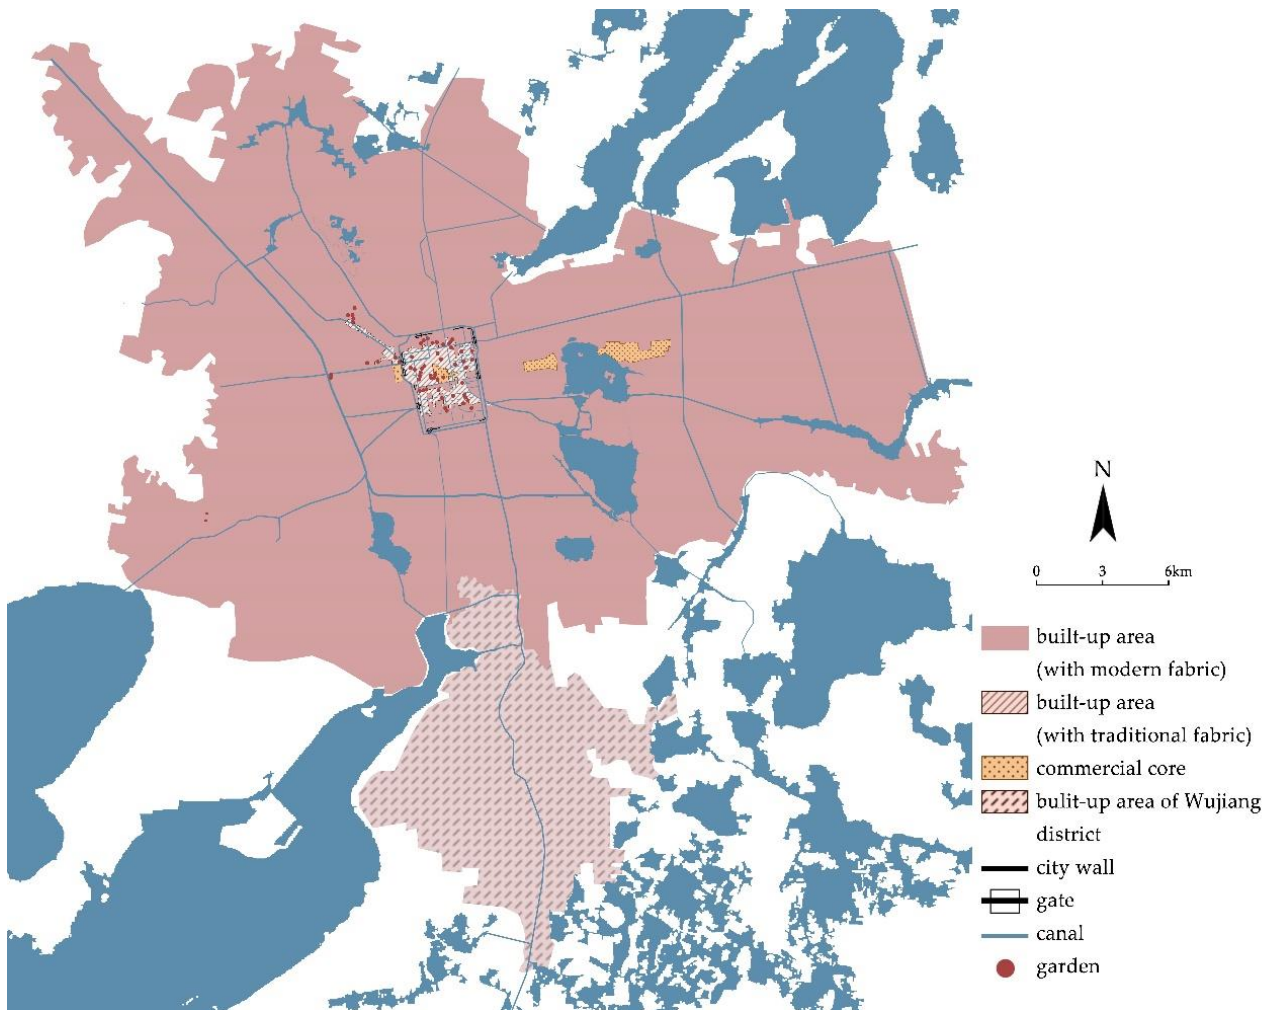 N
0 3 6km
built-up area
(with modern fabric)
built-up area
(with traditional fabric)
commercial core
bulit-up area of Wujiang
district
city wall
gate
canal
garden